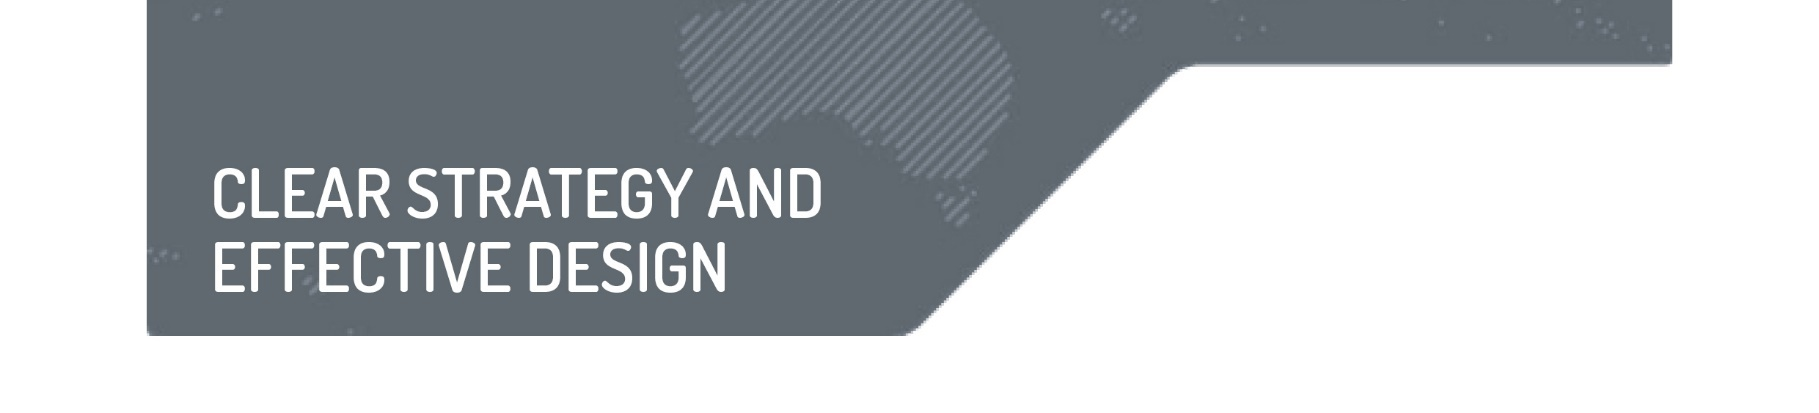 CLEAR STRATEGY AND
EFFECTIVE DESIGN